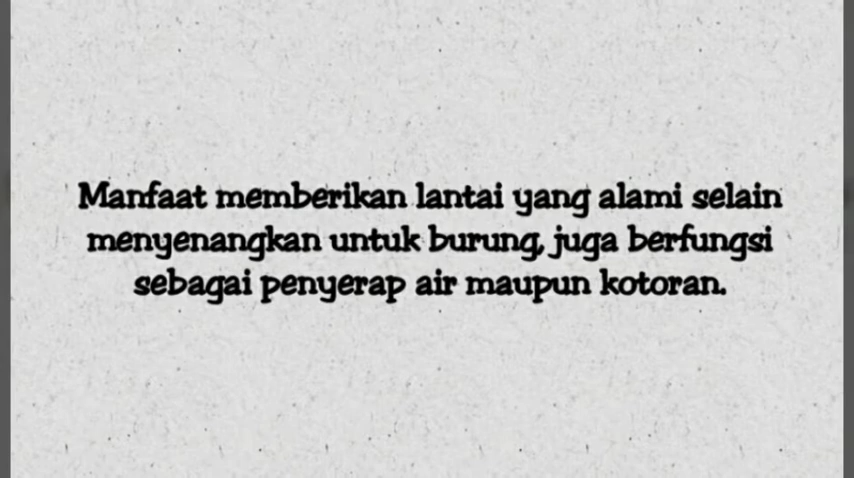 Manfaat memberikan lantai yang alami selain
menyenangkan untuk burung, juga berfungsi
sebagai penyerap air maupun kotoran.